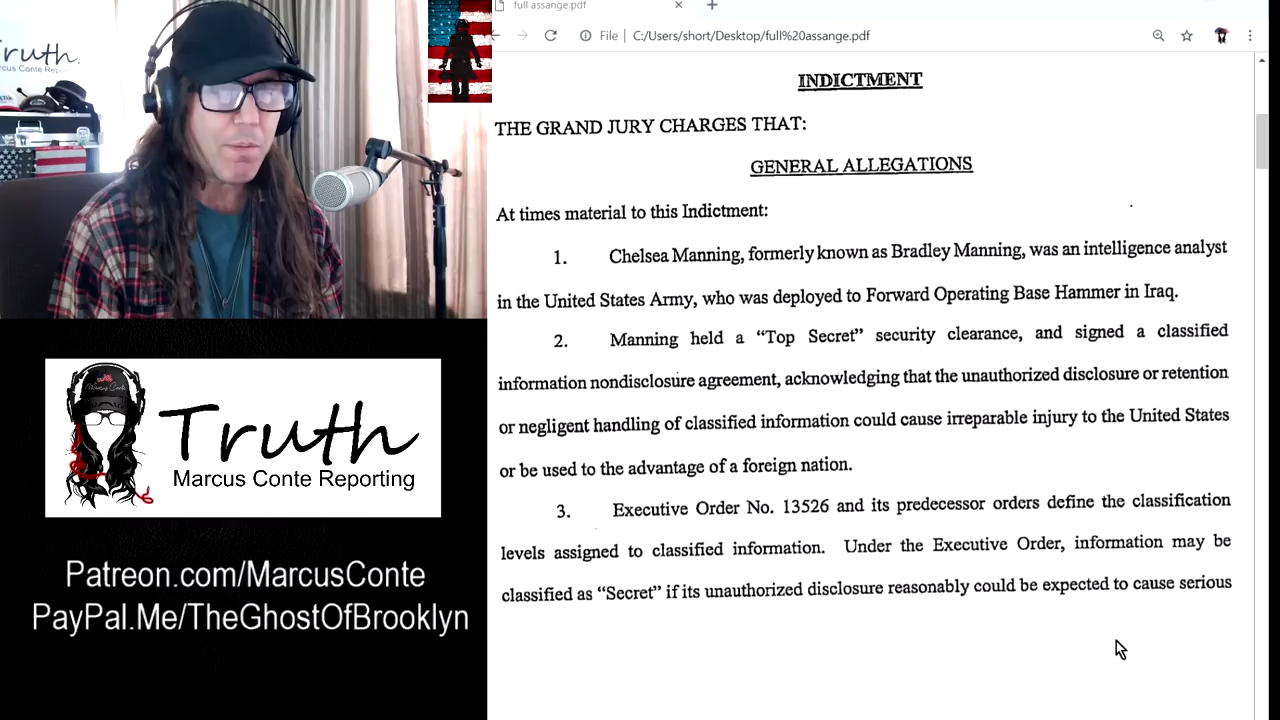 full assange.pdf
File
C:/Users/short/Desktop/full%20assange.pdf
Truth.
Marcus Conte Reporting
INDICTMENT
THE GRAND JURY CHARGES THAT:
GENERAL ALLEGATIONS
At times material to this Indictment:
1. Chelsea Manning, formerly known as Bradley Manning, was an intelligence analyst
in the United States Army, who was deployed to Forward Operating Base Hammer in Iraq.
2. Manning held a “Top Secret” security clearance, and signed a classified
information nondisclosure agreement, acknowledging that the unauthorized disclosure or retention
or negligent handling of classified information could cause irreparable injury to the United States
or be used to the advantage of a foreign nation.
3. Executive Order No. 13526 and its predecessor orders define the classification
levels assigned to classified information. Under the Executive Order, information may be
classified as “Secret” if its unauthorized disclosure reasonably could be expected to cause serious
Marcus Conte
Truth
Marcus Conte Reporting
Patreon.com/MarcusConte
PayPal.Me/TheGhostOfBrooklyn